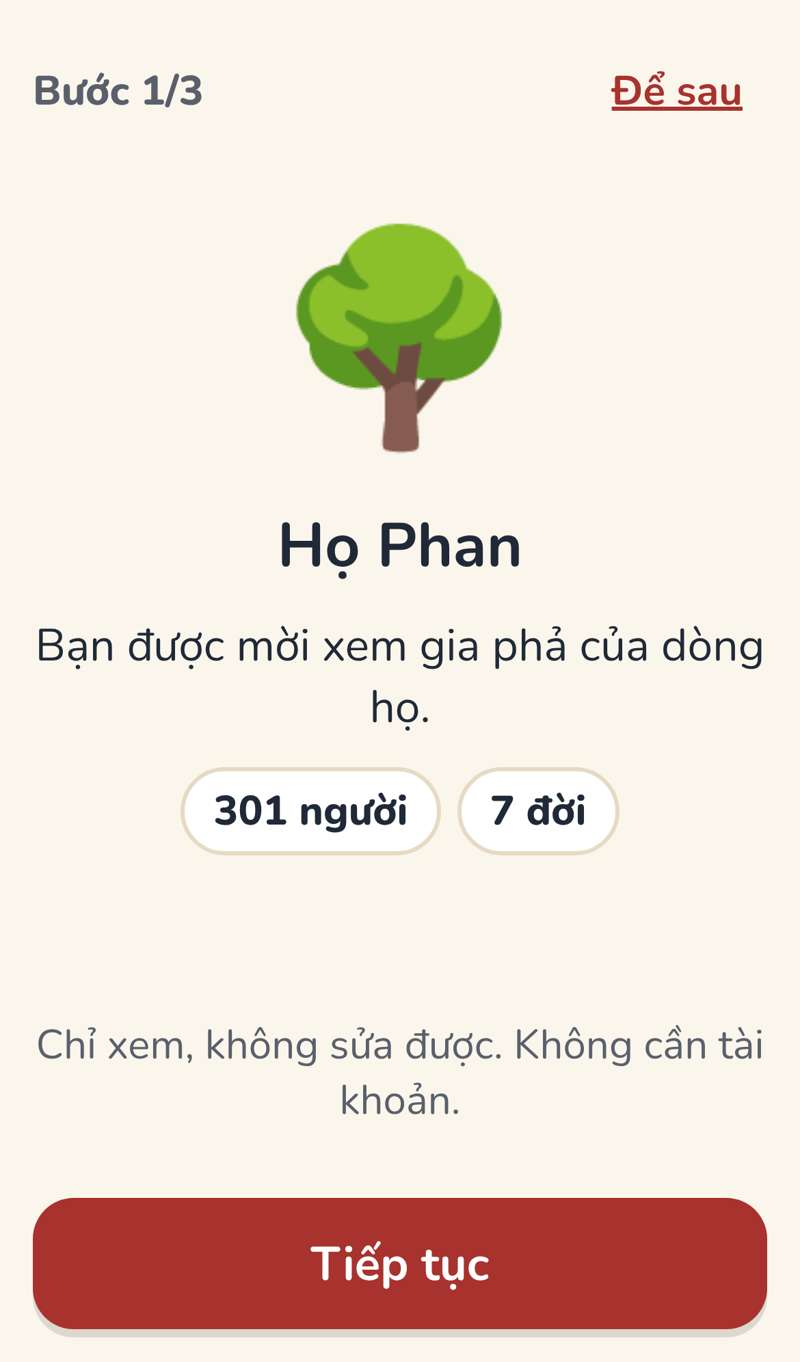 Bước 1/3
Để sau
Họ Phan
Bạn được mời xem gia phả của dòng
họ.
301 người
7 đời
Chỉ xem, không sửa được. Không cần tài
khoản.
Tiếp tục